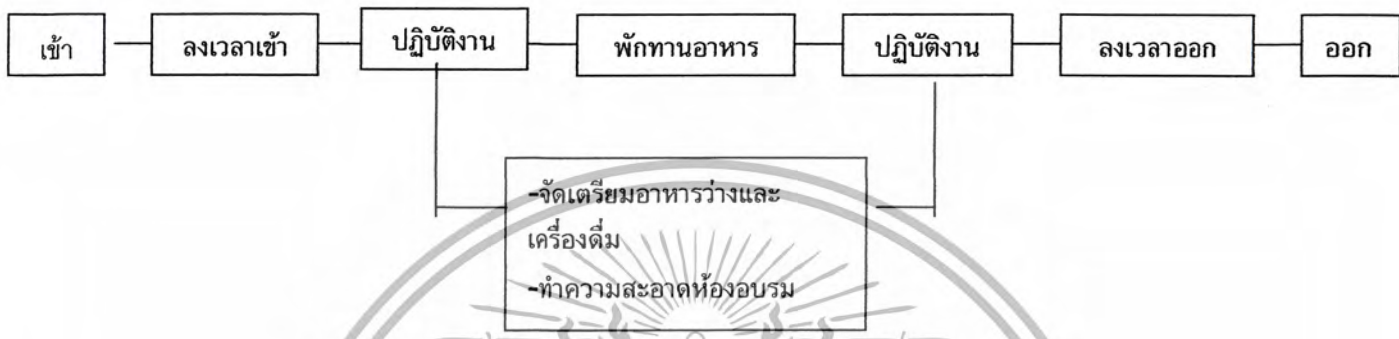 เข้า
ลงเวลาเข้า
ปฏิบัติงาน
พักทานอาหาร
ปฏิบัติงาน
ลงเวลาออก
ออก
-จัดเตรียมอาหารว่างและ
เครื่องดื่ม
-ทำความสะอาดห้องอบรม